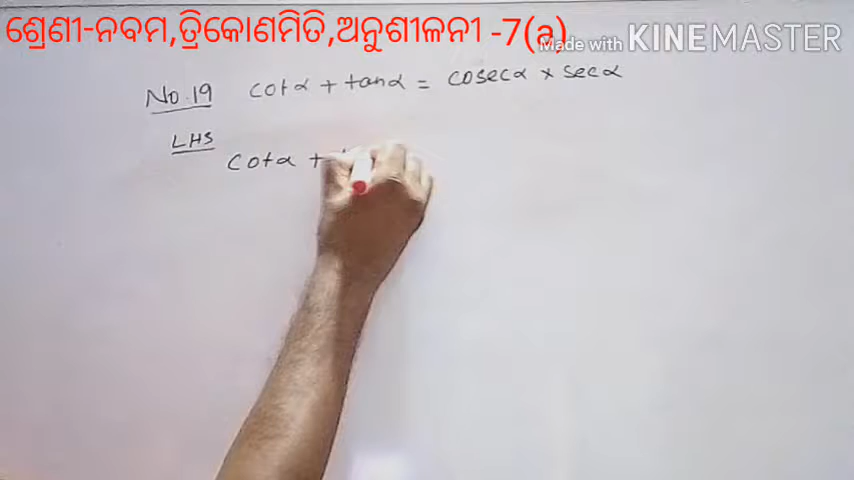 ଶ୍ରେଣୀ-ନବମ,ତ୍ରିକୋଣମିତି,ଅନୁଶୀଳନୀ -7(a)
Made with KINEMASTER
No. 19 cotα + tanα = cosecα × secα
LHS
cotα +